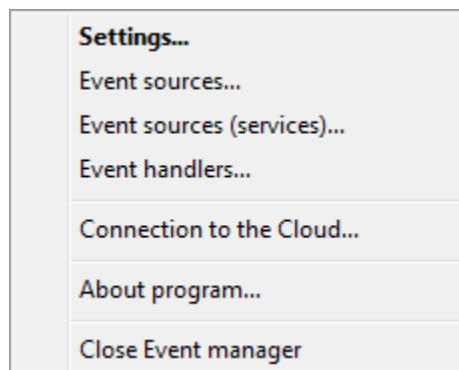 Settings...
Event sources...
Event sources (services)...
Event handlers...
Connection to the Cloud...
About program...
Close Event manager